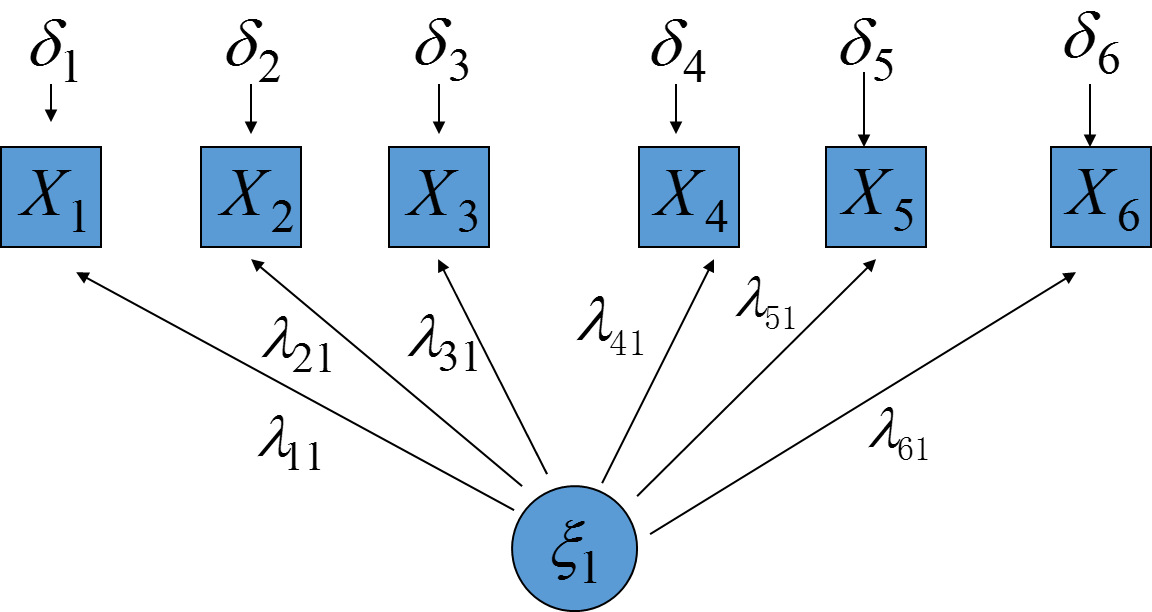 δ₁ δ₂ δ₃ δ₄ δ₅ δ₆
X₁ X₂ X₃ X₄ X₅ X₆
λ₂₁ λ₃₁ λ₄₁ λ₅₁
λ₁₁ λ₆₁
ξ₁